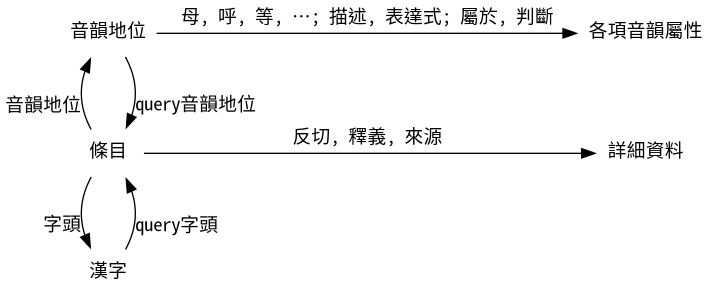 母，呼，等，…；描述，表達式；屬於，判斷
音韻地位
各項音韻屬性
音韻地位
query音韻地位
反切，釋義，來源
條目
詳細資料
字頭
query字頭
漢字